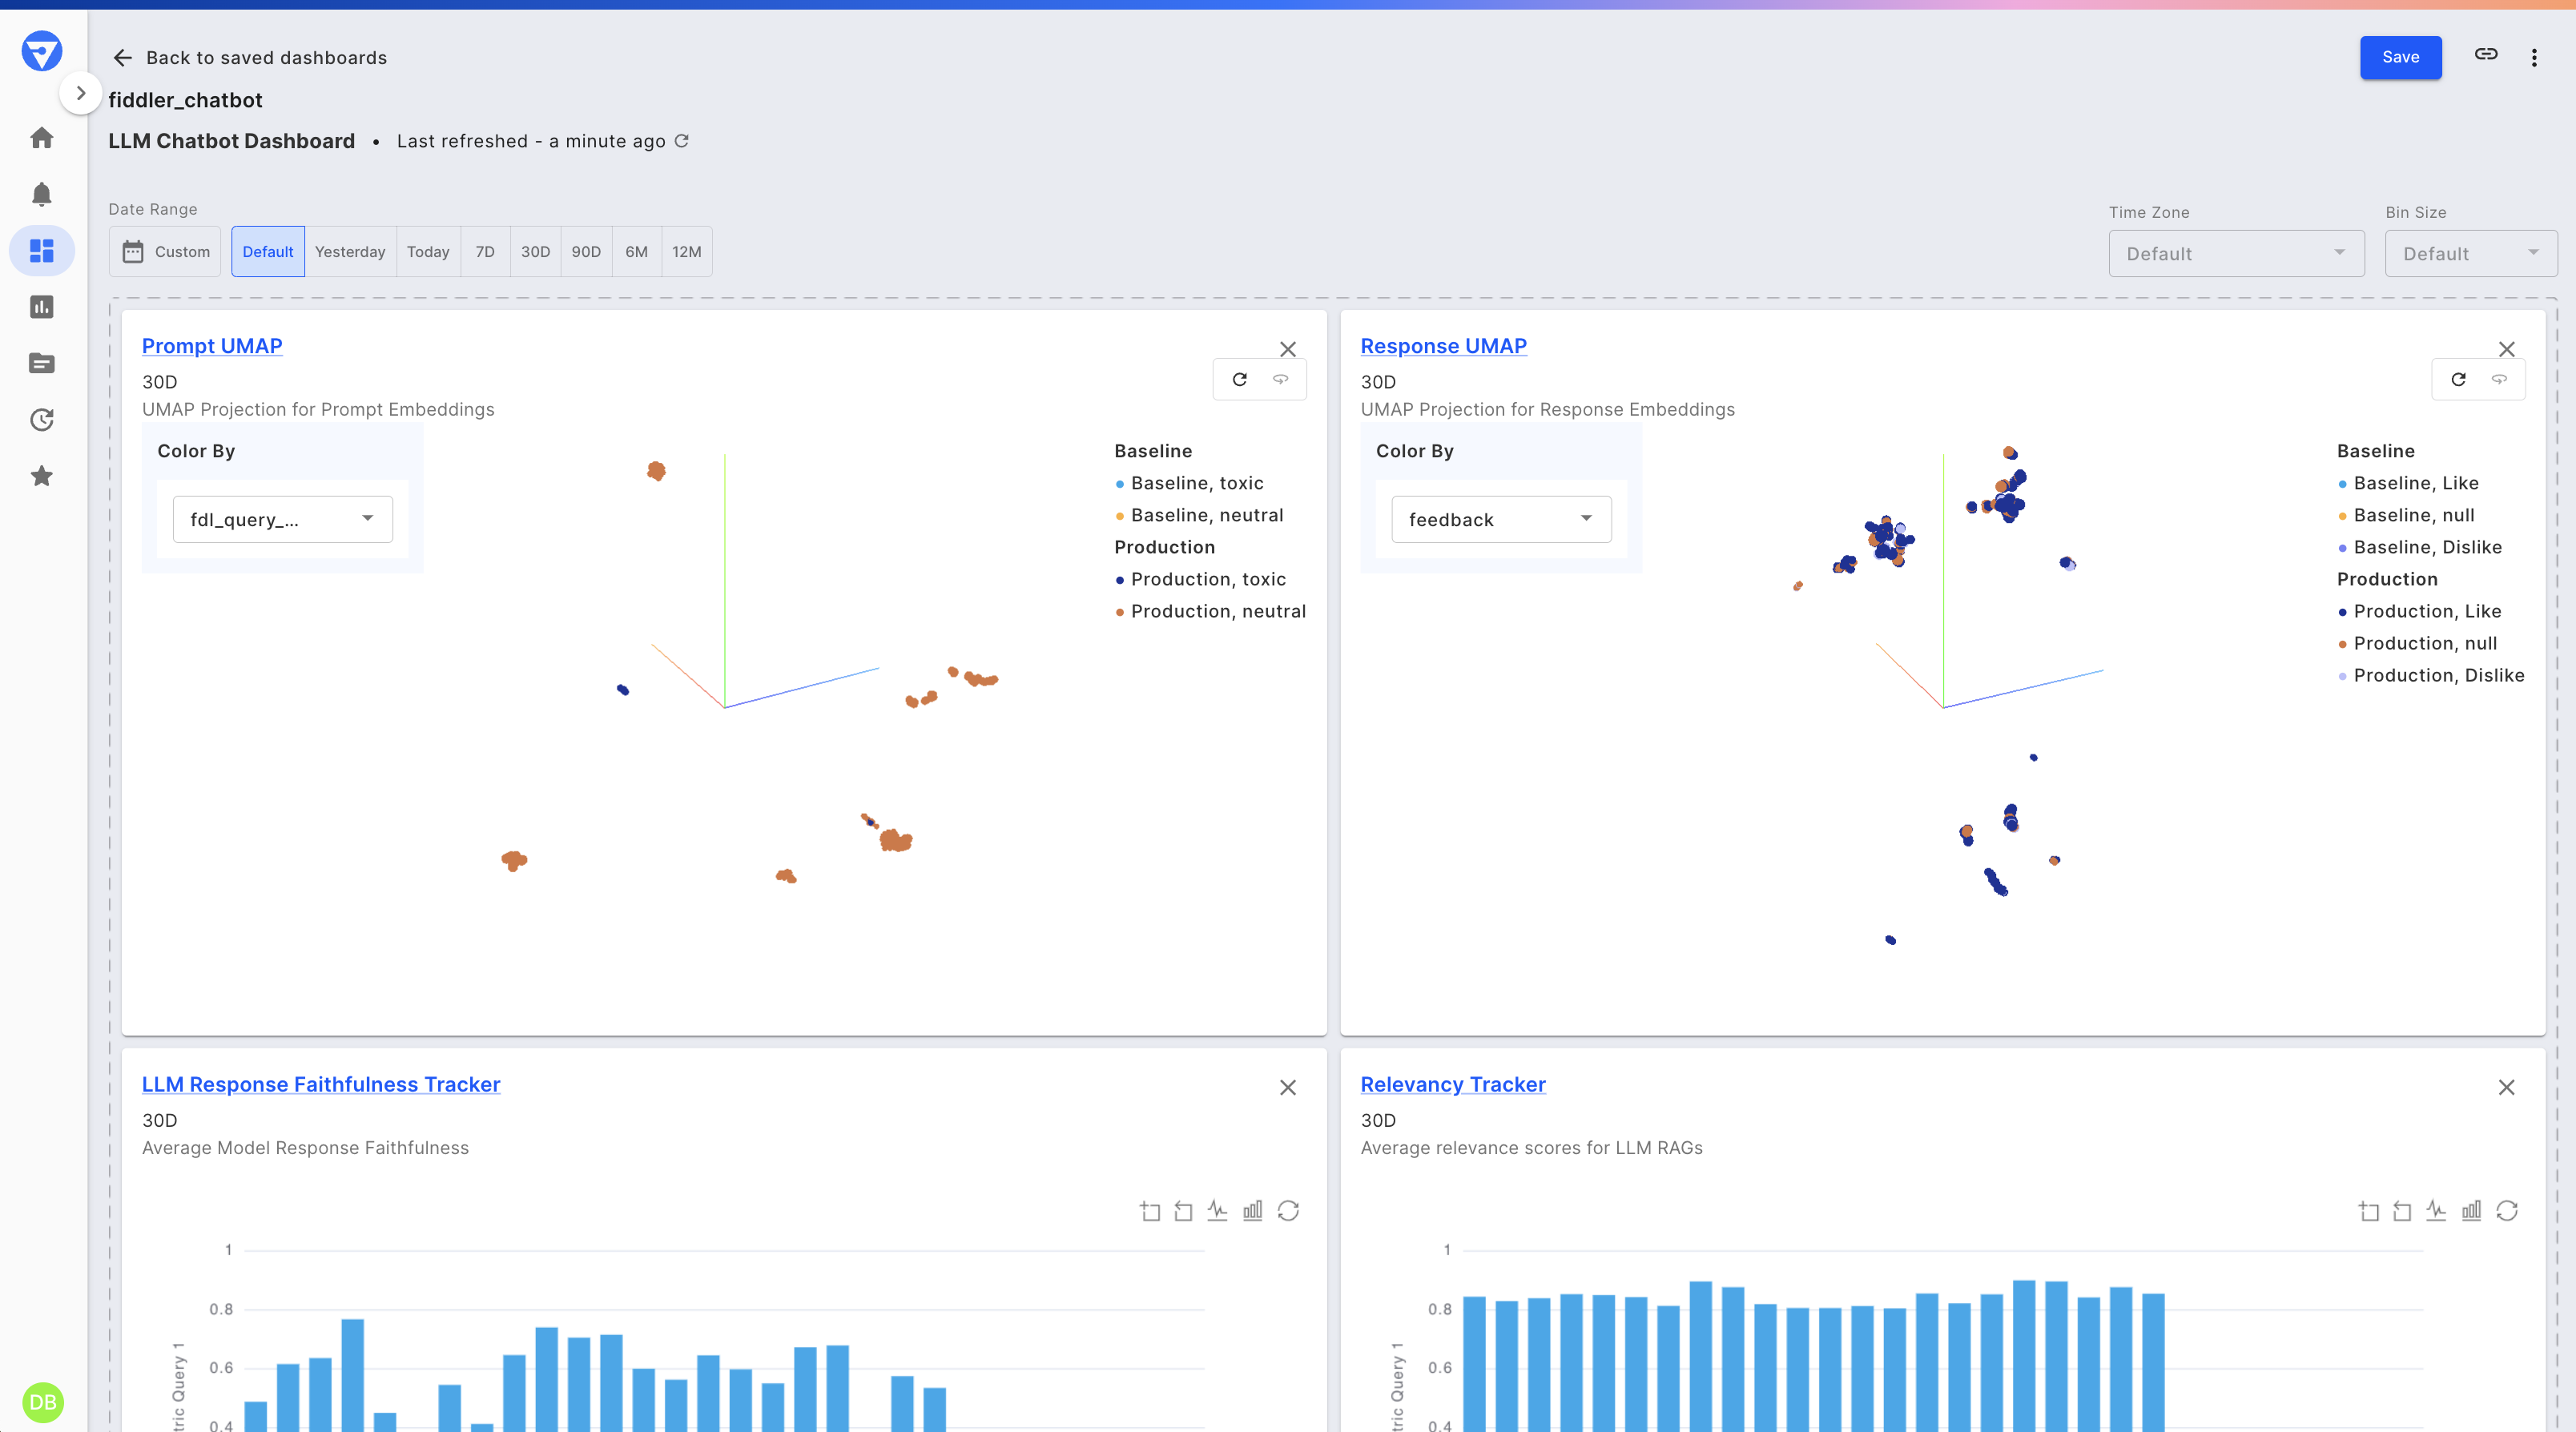 Back to saved dashboards
Save
fiddler_chatbot
LLM Chatbot Dashboard • Last refreshed - a minute ago
Date Range
Custom
Default
Yesterday
Today
7D
30D
90D
6M
12M
Time Zone
Default
Bin Size
Default
Prompt UMAP
30D
UMAP Projection for Prompt Embeddings
Color By
fdl_query_...
Baseline
Baseline, toxic
Baseline, neutral
Production
Production, toxic
Production, neutral
Response UMAP
30D
UMAP Projection for Response Embeddings
Color By
feedback
Baseline
Baseline, Like
Baseline, null
Baseline, Dislike
Production
Production, Like
Production, null
Production, Dislike
LLM Response Faithfulness Tracker
30D
Average Model Response Faithfulness
1
0.8
0.6
0.4
tric Query 1
Relevancy Tracker
30D
Average relevance scores for LLM RAGs
1
0.8
0.6
0.4
tric Query 1
DB